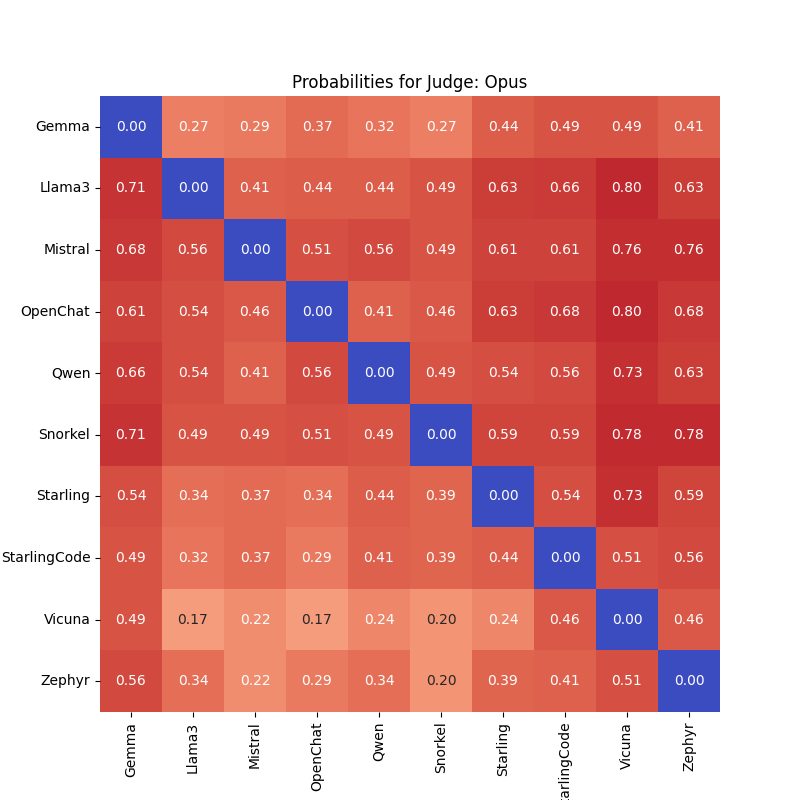 Probabilities for Judge: Opus
Gemma 0.00 0.27 0.29 0.37 0.32 0.27 0.44 0.49 0.49 0.41
Llama3 0.71 0.00 0.41 0.44 0.44 0.49 0.63 0.66 0.80 0.63
Mistral 0.68 0.56 0.00 0.51 0.56 0.49 0.61 0.61 0.76 0.76
OpenChat 0.61 0.54 0.46 0.00 0.41 0.46 0.63 0.68 0.80 0.68
Qwen 0.66 0.54 0.41 0.56 0.00 0.49 0.54 0.56 0.73 0.63
Snorkel 0.71 0.49 0.49 0.51 0.49 0.00 0.59 0.59 0.78 0.78
Starling 0.54 0.34 0.37 0.34 0.44 0.39 0.00 0.54 0.73 0.59
StarlingCode 0.49 0.32 0.37 0.29 0.41 0.39 0.44 0.00 0.51 0.56
Vicuna 0.49 0.17 0.22 0.17 0.24 0.20 0.24 0.46 0.00 0.46
Zephyr 0.56 0.34 0.22 0.29 0.34 0.20 0.39 0.41 0.51 0.00
Gemma Llama3 Mistral OpenChat Qwen Snorkel Starling arlingCode Vicuna Zephyr